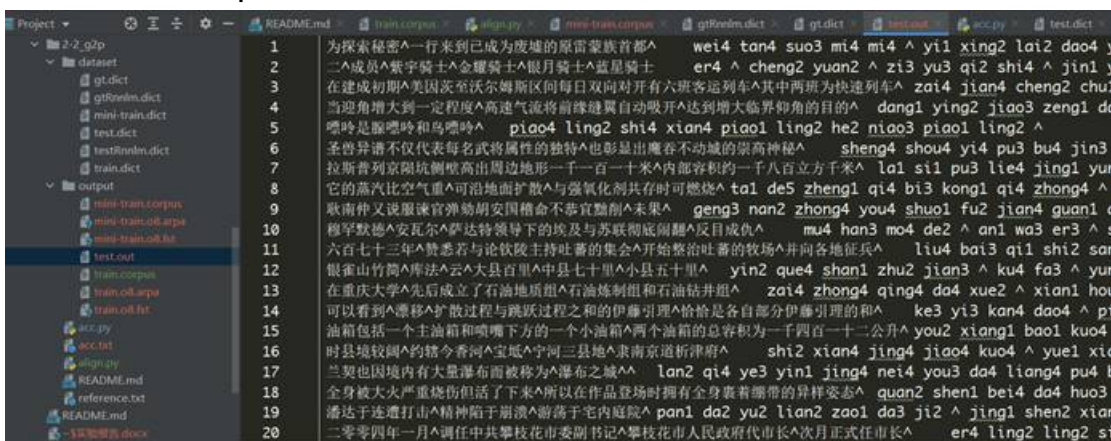 Project
README.md train.corpus align.py mini-train.corpus gtRnnlm.dict gt.dict test.out acc.py test.dict
2-2_g2p
dataset
gt.dict
gtRnnlm.dict
mini-train.dict
test.dict
testRnnlm.dict
train.dict
output
mini-train.corpus
mini-train.o8.arpa
mini-train.o8.fst
test.out
train.corpus
train.o8.arpa
train.o8.fst
acc.py
acc.txt
align.py
README.md
reference.txt
README.md
~$实验报告.docx
1 为探索秘密^一行来到已成为废墟的原雷蒙族首都^ wei4 tan4 suo3 mi4 mi4 ^ yi1 xing2 lai2 dao4 y
2 二^成员^紫宇骑士^金耀骑士^银月骑士^蓝星骑士 er4 ^ cheng2 yuan2 ^ zi3 yu3 qi2 shi4 ^ jin1 y
3 在建成初期^美因茨至沃尔姆斯区间每日双向对开有六班客运列车^其中两班为快速列车^ zai4 jian4 cheng2 chu1
4 当迎角增大到一定程度^高速气流将前缘缝翼自动吸开^达到增大临界仰角的目的^ dang1 ying2 jiao3 zeng1 da
5 嘌呤是腺嘌呤和鸟嘌呤^ piao4 ling2 shi4 xian4 piao1 ling2 he2 niao3 piao1 ling2 ^
6 圣兽异谱不仅代表每名武将属性的独特^也彰显出魔吞不动城的崇高神秘^ sheng4 shou4 yi4 pu3 bu4 jin3
7 拉斯普列京陨坑侧壁高出周边地形一千一百一十米^内部容积约一千八百立方千米^ la1 si1 pu3 lie4 jing1 yun
8 它的蒸汽比空气重^可沿地面扩散^与强氧化剂共存时可燃烧^ ta1 de5 zheng1 qi4 bi3 kong1 qi4 zhong4 ^
9 耿南仲又说服谏官弹劾胡安国稽命不恭宜黜削^未果^ geng3 nan2 zhong4 you4 shuo1 fu2 jian4 guan1
10 穆罕默德^安瓦尔^萨达特领导下的埃及与苏联彻底闹翻^反目成仇^ mu4 han3 mo4 de2 ^ an1 wa3 er3 ^ s
11 六百七十三年^赞悉若与论钦陵主持吐蕃的集会^开始整治吐蕃的牧场^并向各地征兵^ liu4 bai3 qi1 shi2 san
12 银雀山竹简^库法^云^大县百里^中县七十里^小县五十里^ yin2 que4 shan1 zhu2 jian3 ^ ku4 fa3 ^ yun
13 在重庆大学^先后成立了石油地质组^石油炼制组和石油钻井组^ zai4 zhong4 qing4 da4 xue2 ^ xian1 hou
14 可以看到^漂移^扩散过程与跳跃过程之和的伊藤引理^恰恰是各自部分伊藤引理的和^ ke3 yi3 kan4 dao4 ^ pi
15 油箱包括一个主油箱和喷嘴下方的一个小油箱^两个油箱的总容积为一千四百一十二公升^ you2 xiang1 bao1 kuo4
16 时县境较阔^约辖今香河^宝坻^宁河三县地^隶南京道析津府^ shi2 xian4 jing4 jiao4 kuo4 ^ yue1 xia
17 兰契也因境内有大量瀑布而被称为^瀑布之城^^ lan2 qi4 ye3 yin1 jing4 nei4 you3 da4 liang4 pu4 b
18 全身被大火严重烧伤但活了下来^所以在作品登场时拥有全身裹着绷带的异样姿态^ quan2 shen1 bei4 da4 huo3
19 潘达于连遭打击^精神陷于崩溃^游荡于宅内庭院^ pan1 da2 yu2 lian2 zao1 da3 ji2 ^ jing1 shen2 xian
20 二零零四年一月^调任中共攀枝花市委副书记^攀枝花市人民政府代市长^次月正式任市长^ er4 ling2 ling2 si